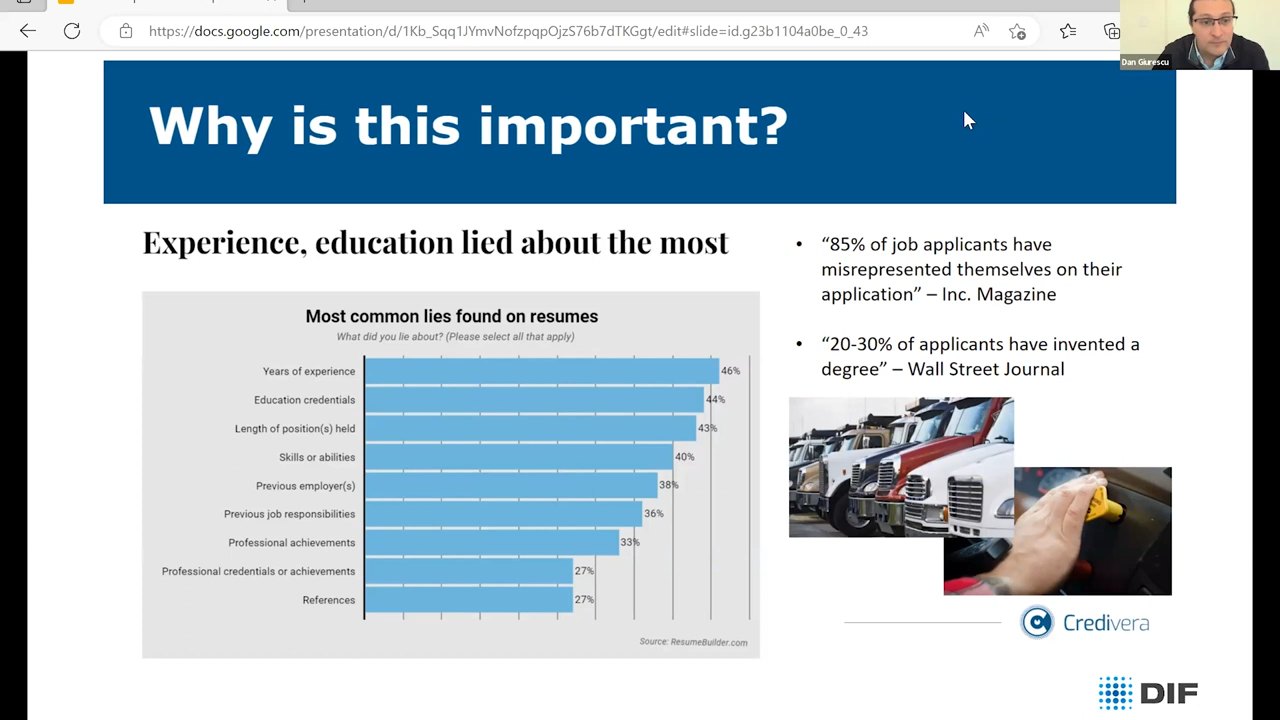 https://docs.google.com/presentation/d/1Kb_Sqq1JYmvNofzpqpOjzS76b7dTKGgt/edit#slide=id.g23b1104a0be_0_43
Dan Giurescu
Why is this important?
Experience, education lied about the most
Most common lies found on resumes
What did you lie about? (Please select all that apply)
Years of experience 46%
Education credentials 44%
Length of position(s) held 43%
Skills or abilities 40%
Previous employer(s) 38%
Previous job responsibilities 36%
Professional achievements 33%
Professional credentials or achievements 27%
References 27%
Source: ResumeBuilder.com
• “85% of job applicants have
misrepresented themselves on their
application” – Inc. Magazine
• “20-30% of applicants have invented a
degree” – Wall Street Journal
Credivera
DIF